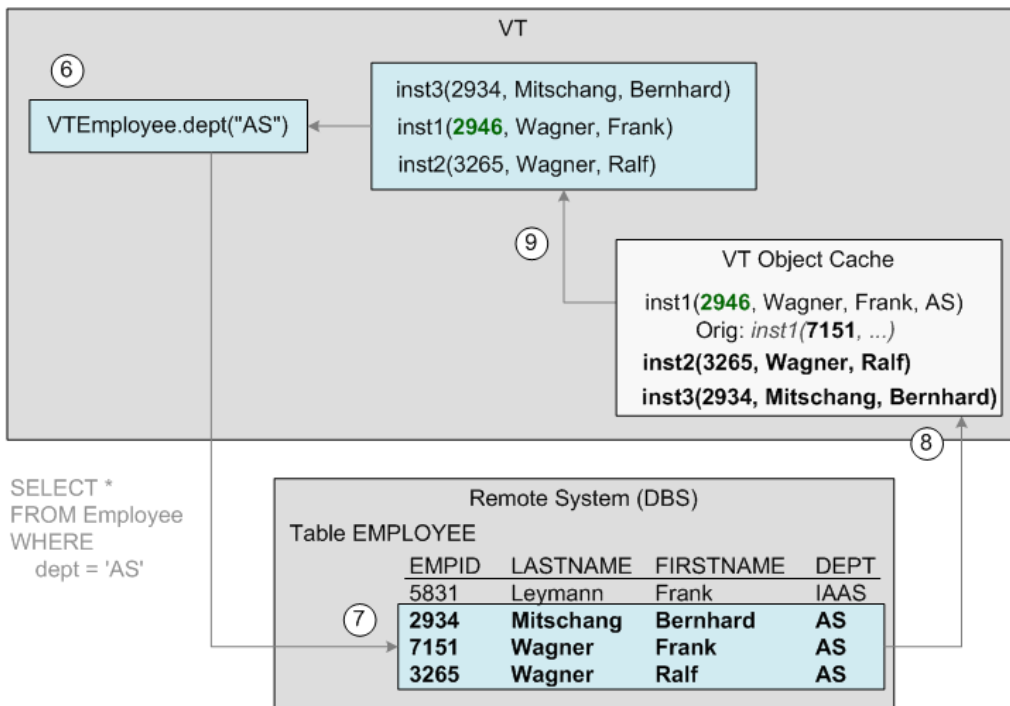 VT
6
VTEmployee.dept("AS")
inst3(2934, Mitschang, Bernhard)
inst1(2946, Wagner, Frank)
inst2(3265, Wagner, Ralf)
9
VT Object Cache
inst1(2946, Wagner, Frank, AS)
Orig: inst1(7151, ...)
inst2(3265, Wagner, Ralf)
inst3(2934, Mitschang, Bernhard)
8
SELECT *
FROM Employee
WHERE
dept = 'AS'
Remote System (DBS)
Table EMPLOYEE
EMPID LASTNAME FIRSTNAME DEPT
5831 Leymann Frank IAAS
7
2934 Mitschang Bernhard AS
7151 Wagner Frank AS
3265 Wagner Ralf AS